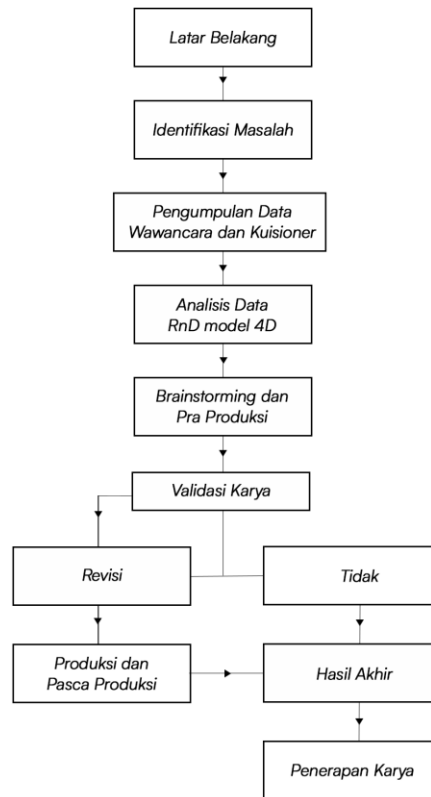 Latar Belakang
Identifikasi Masalah
Pengumpulan Data
Wawancara dan Kuisioner
Analisis Data
RnD model 4D
Brainstorming dan
Pra Produksi
Validasi Karya
Revisi
Tidak
Produksi dan
Pasca Produksi
Hasil Akhir
Penerapan Karya